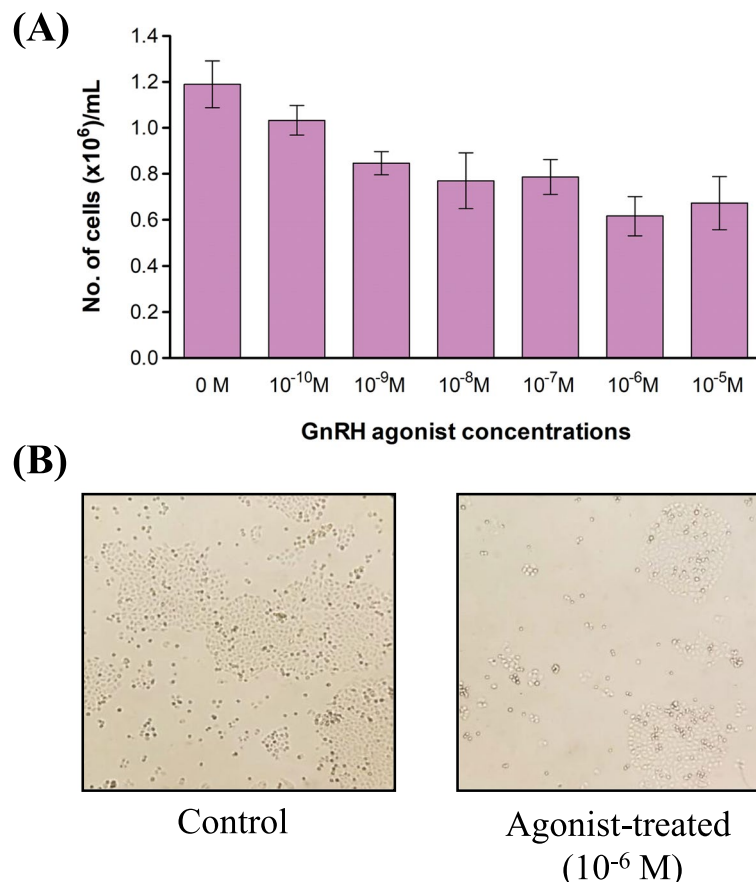 (A)
No. of cells (x10⁶)/mL
1.4
1.2
1.0
0.8
0.6
0.4
0.2
0.0
0 M 10⁻¹⁰M 10⁻⁹M 10⁻⁸M 10⁻⁷M 10⁻⁶M 10⁻⁵M
GnRH agonist concentrations
(B)
Control
Agonist-treated
(10⁻⁶ M)